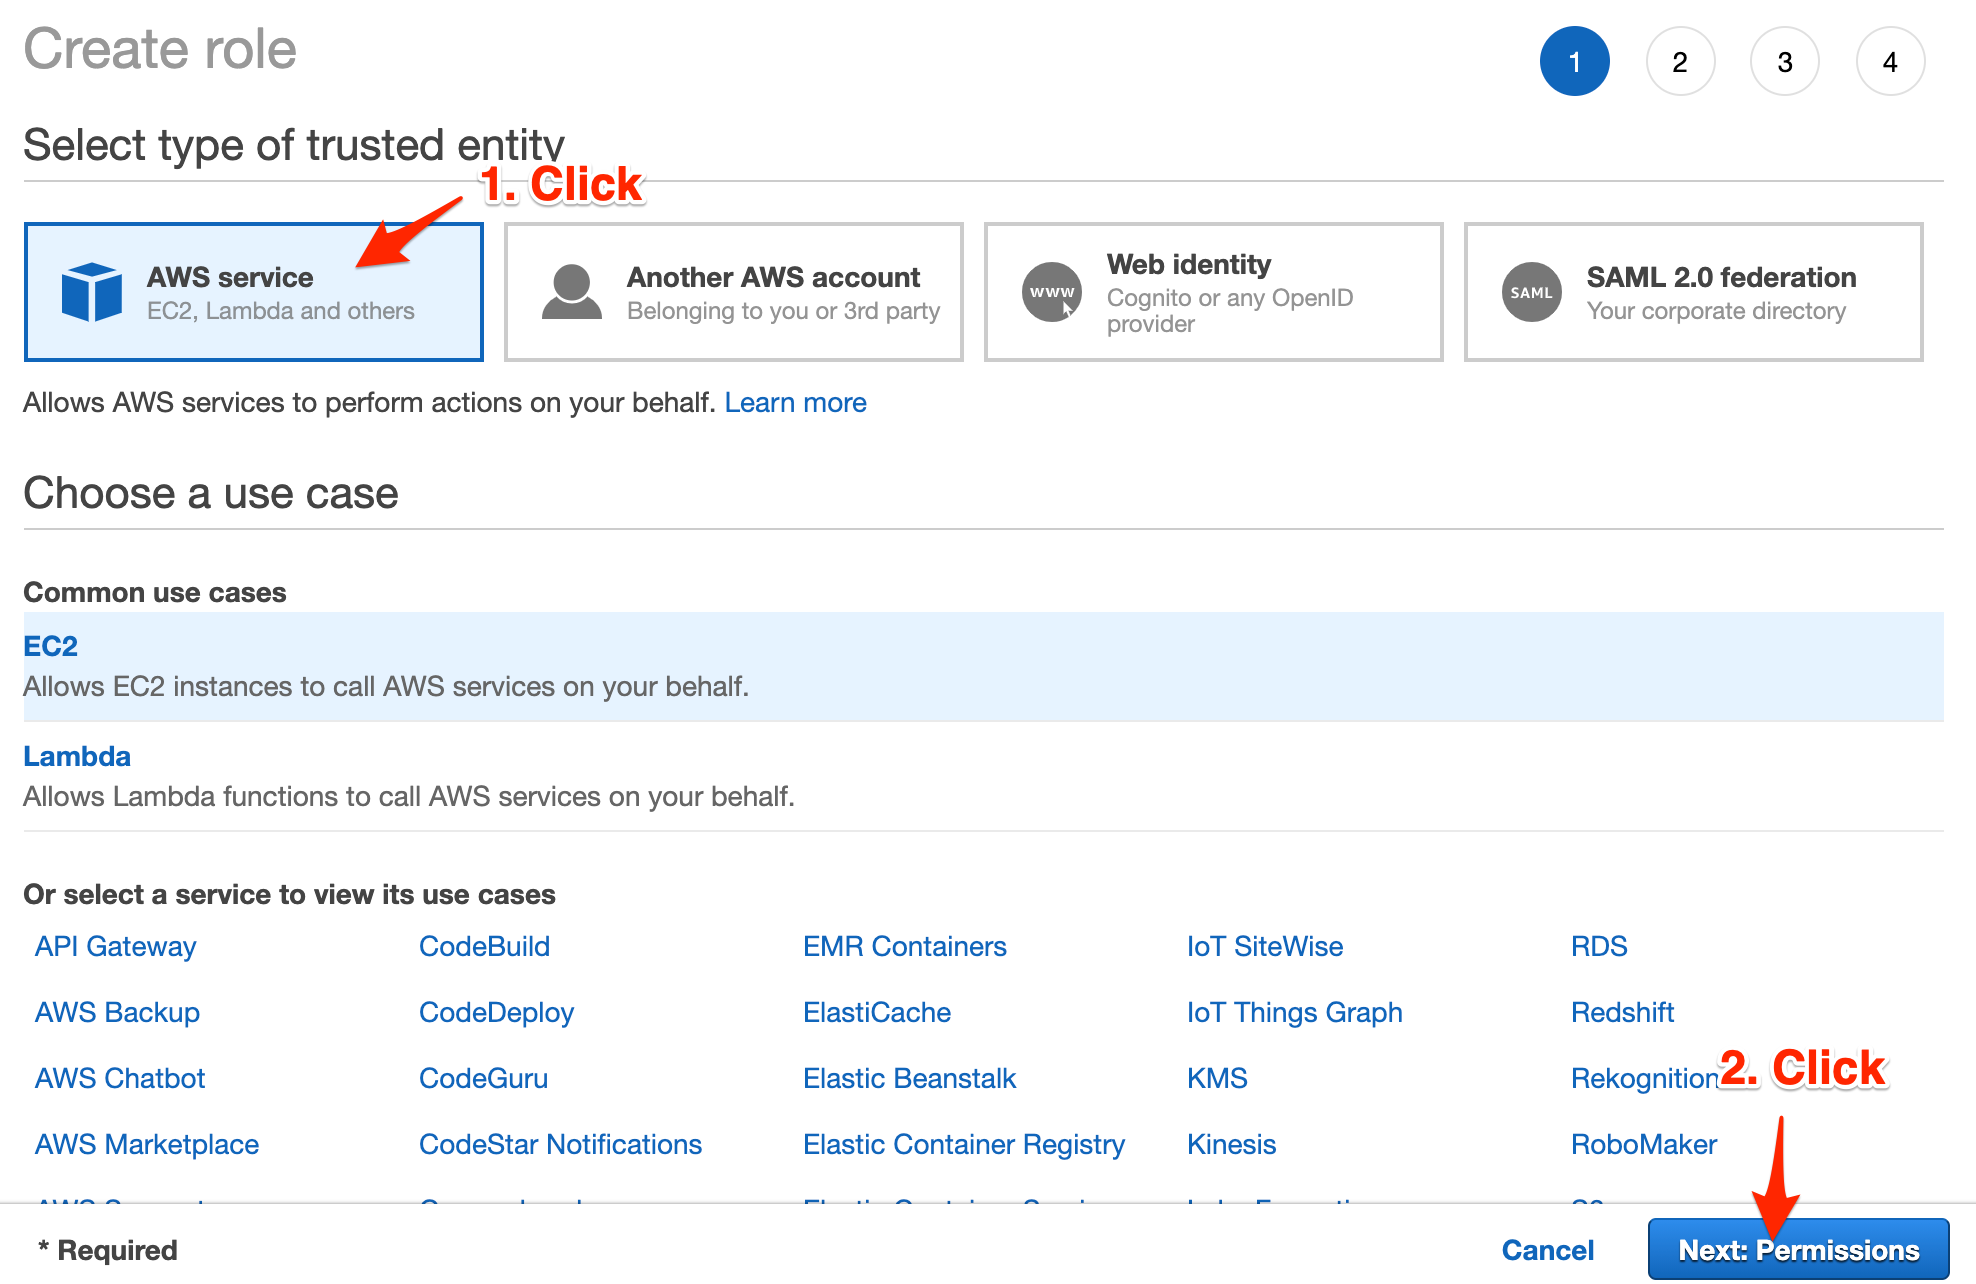 Create role
1 2 3 4
Select type of trusted entity
1. Click
AWS service
EC2, Lambda and others
Another AWS account
Belonging to you or 3rd party
www
Web identity
Cognito or any OpenID
provider
SAML
SAML 2.0 federation
Your corporate directory
Allows AWS services to perform actions on your behalf. Learn more
Choose a use case
Common use cases
EC2
Allows EC2 instances to call AWS services on your behalf.
Lambda
Allows Lambda functions to call AWS services on your behalf.
Or select a service to view its use cases
API Gateway CodeBuild EMR Containers IoT SiteWise RDS
AWS Backup CodeDeploy ElastiCache IoT Things Graph Redshift
AWS Chatbot CodeGuru Elastic Beanstalk KMS Rekognition
2. Click
AWS Marketplace CodeStar Notifications Elastic Container Registry Kinesis RoboMaker
* Required
Cancel
Next: Permissions